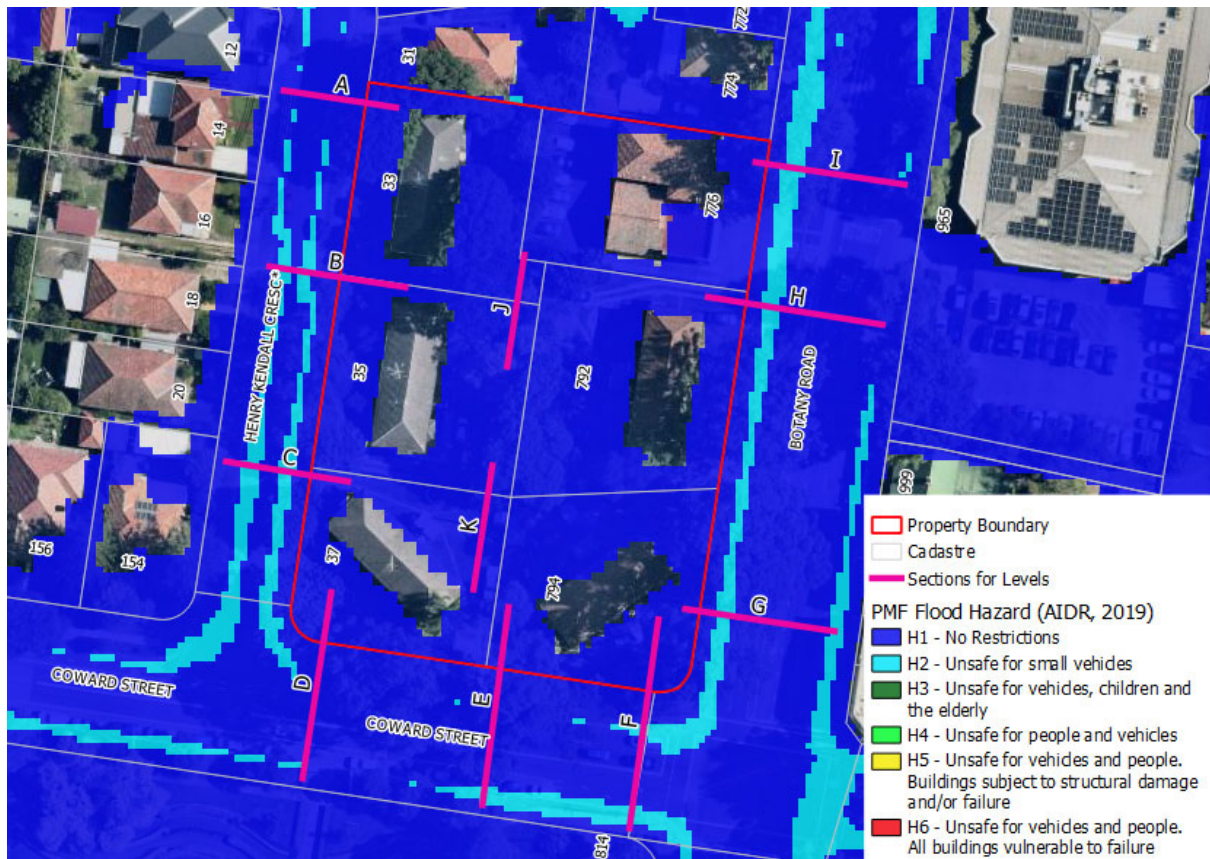 772
31
774
12
A
14
I
33
16
776
965
B
J
H
18
HENRY KENDALL CRESC*
35
792
BOTANY ROAD
20
C
K
999
156
154
37
794
G
D
E
F
COWARD STREET
COWARD STREET
814
Property Boundary
Cadastre
Sections for Levels
PMF Flood Hazard (AIDR, 2019)
H1 - No Restrictions
H2 - Unsafe for small vehicles
H3 - Unsafe for vehicles, children and
the elderly
H4 - Unsafe for people and vehicles
H5 - Unsafe for vehicles and people.
Buildings subject to structural damage
and/or failure
H6 - Unsafe for vehicles and people.
All buildings vulnerable to failure